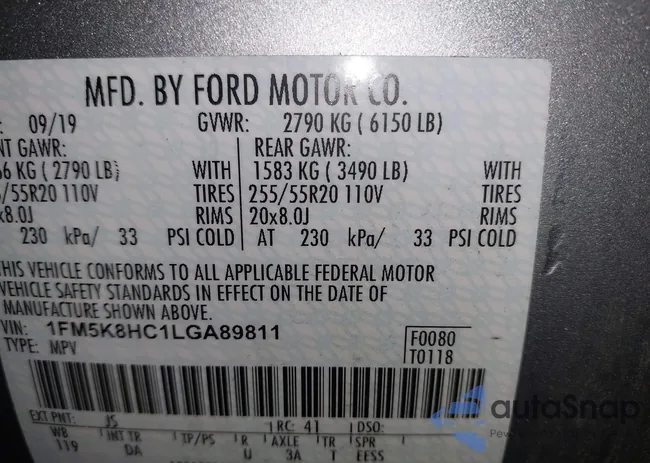 MFD. BY FORD MOTOR CO.
: 09/19 GVWR: 2790 KG ( 6150 LB)
NT GAWR: REAR GAWR:
66 KG ( 2790 LB) WITH 1583 KG ( 3490 LB) WITH
/55R20 110V TIRES 255/55R20 110V TIRES
x8.0J RIMS 20x8.0J RIMS
230 kPa/ 33 PSI COLD AT 230 kPa/ 33 PSI COLD
THIS VEHICLE CONFORMS TO ALL APPLICABLE FEDERAL MOTOR
VEHICLE SAFETY STANDARDS IN EFFECT ON THE DATE OF
MANUFACTURE SHOWN ABOVE.
VIN: 1FM5K8HC1LGA89811 F0080
TYPE: MPV T0118
EXT PNT: JS RC: 41 DSO:
WB INT TR TP/PS R AXLE TR SPR
119 DA U 3A T EESS
autoSnap